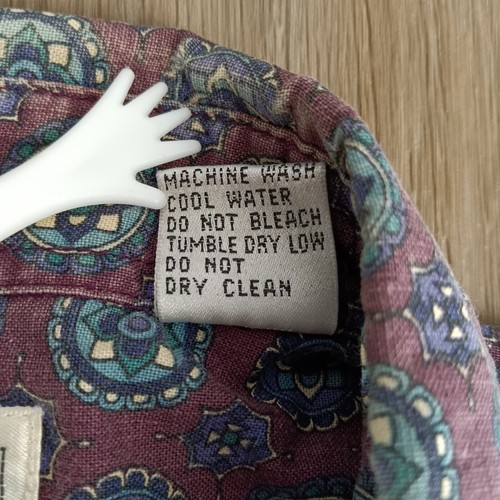 MACHINE WASH
COOL WATER
DO NOT BLEACH
TUMBLE DRY LOW
DO NOT
DRY CLEAN